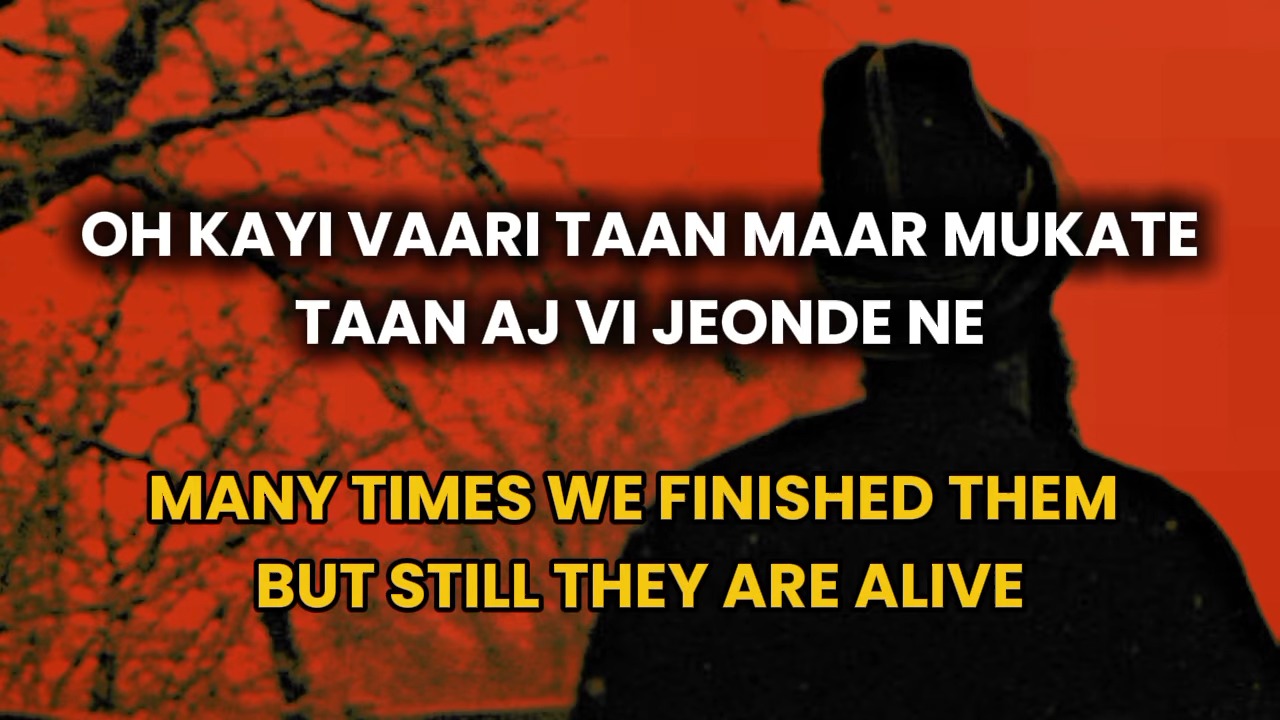 OH KAYI VAARI TAAN MAAR MUKATE
TAAN AJ VI JEONDE NE
MANY TIMES WE FINISHED THEM
BUT STILL THEY ARE ALIVE